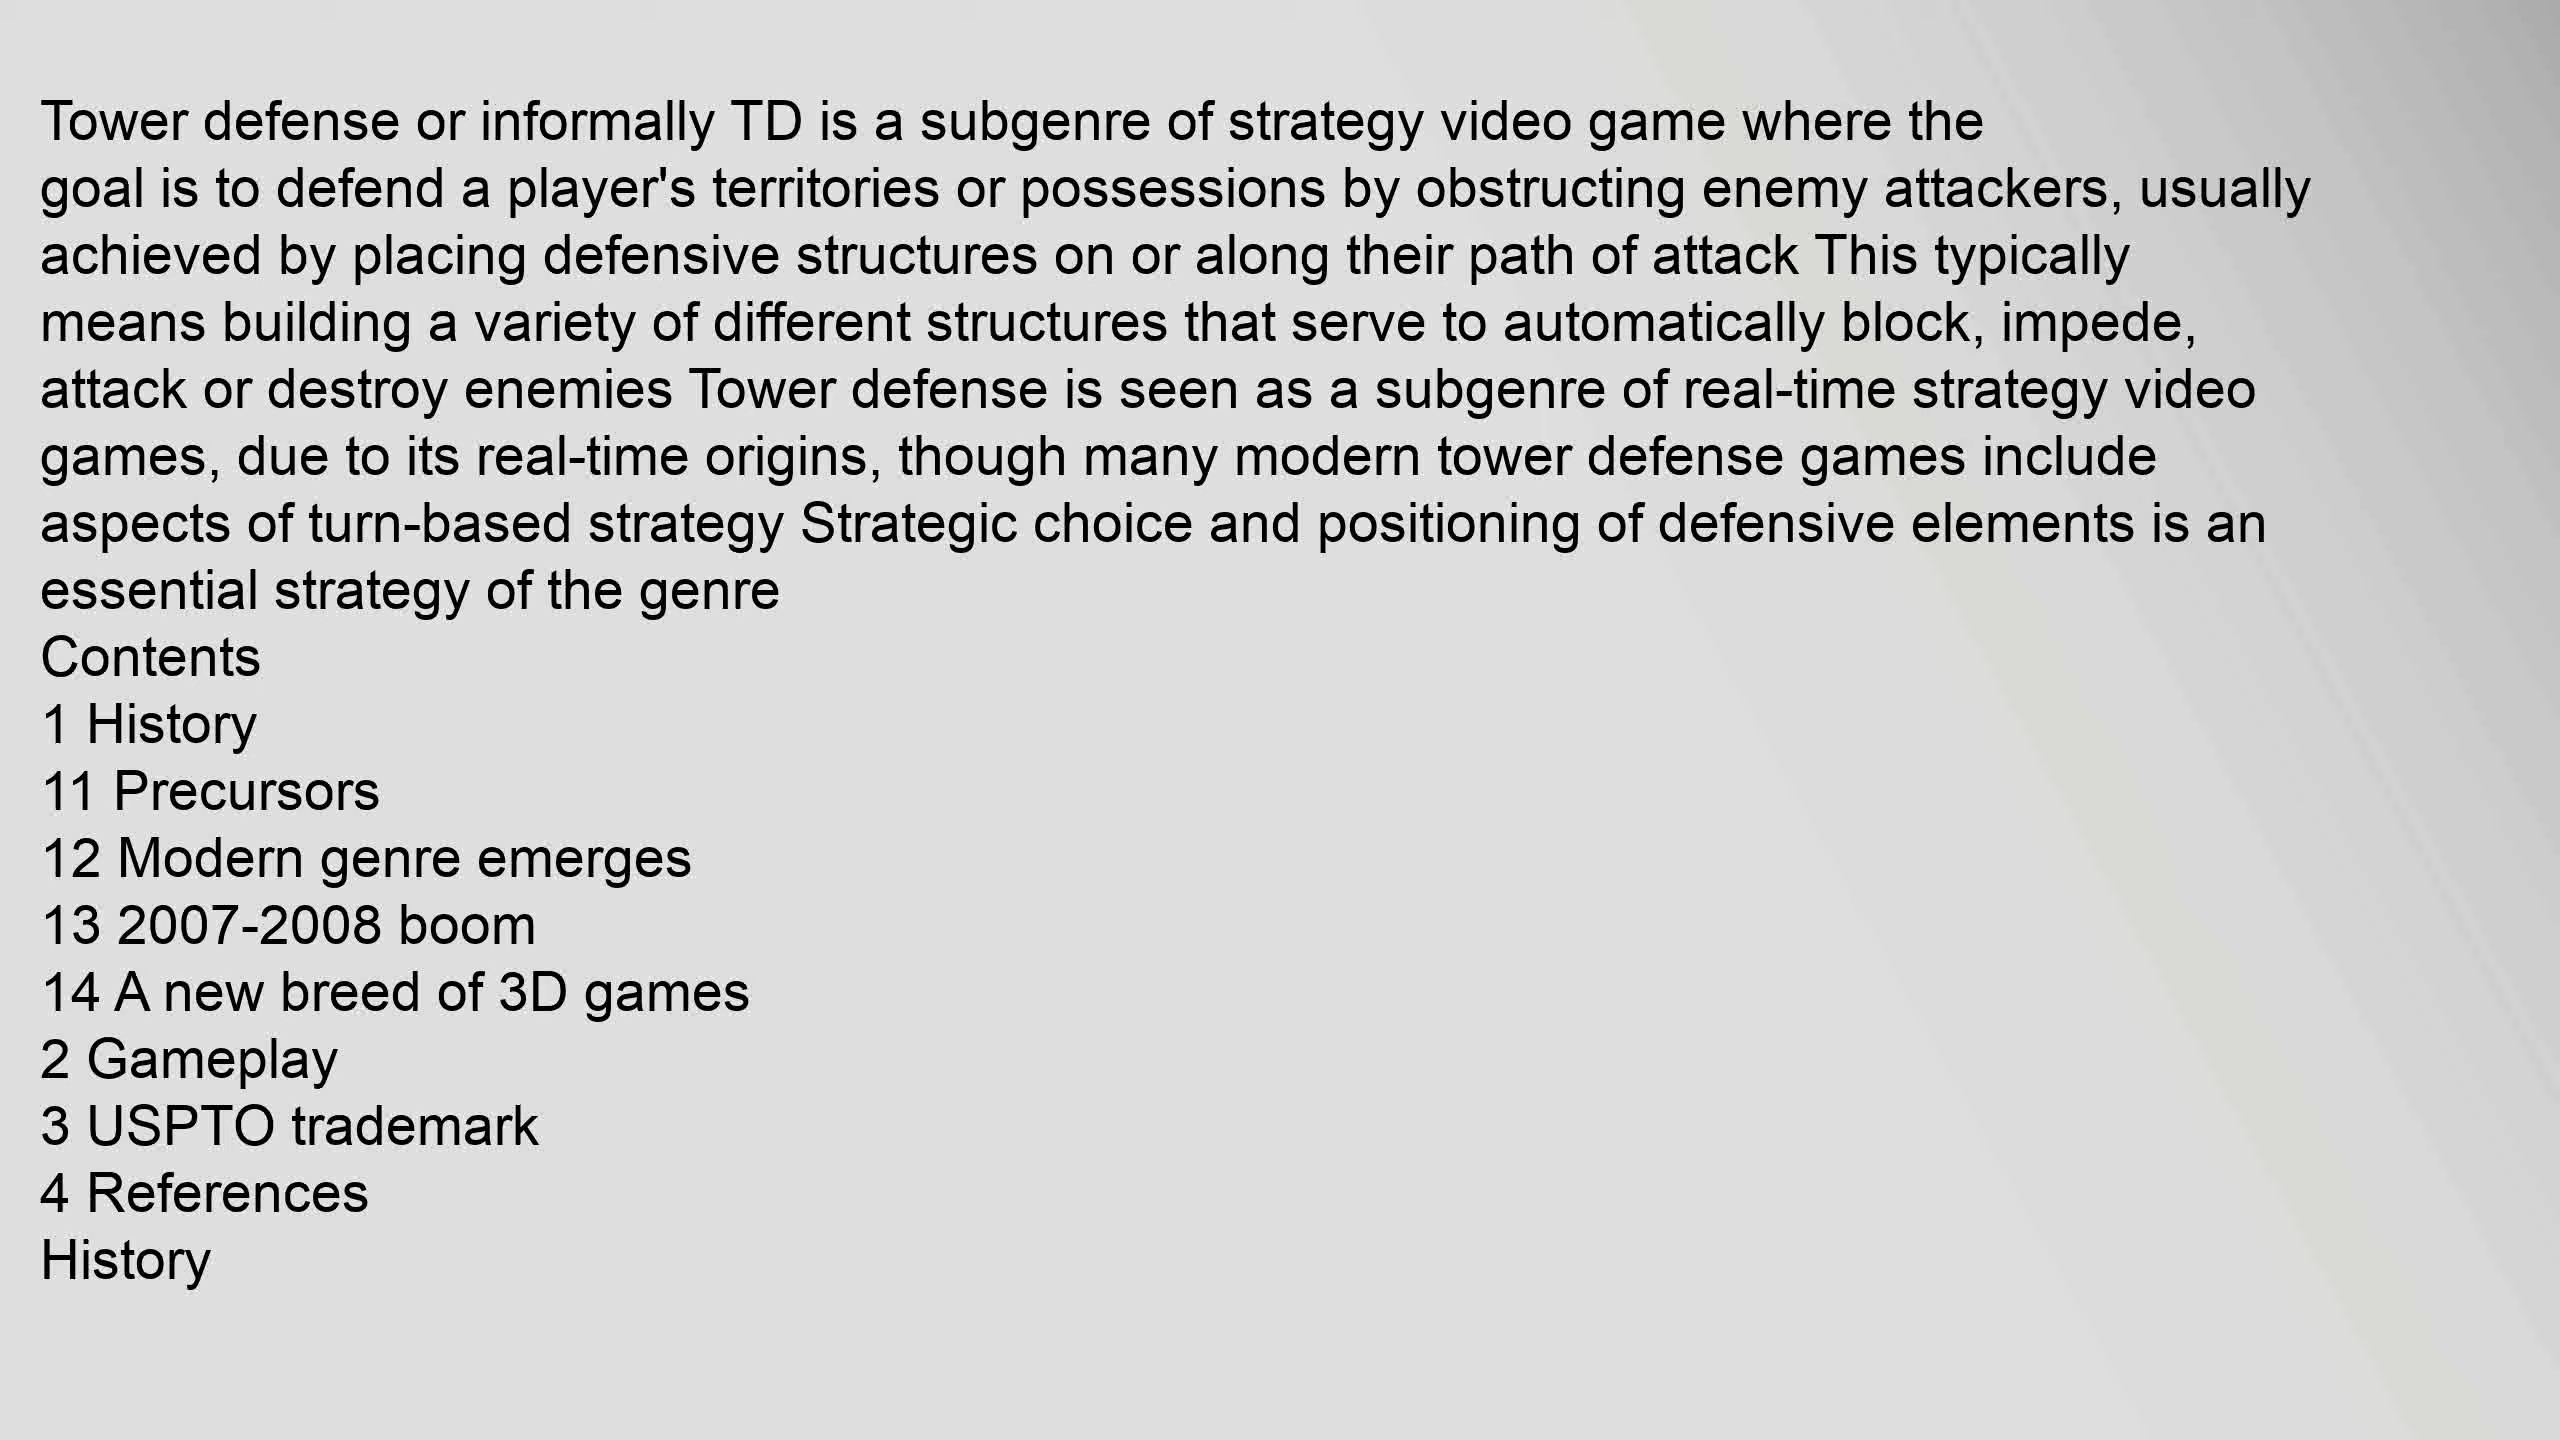 Tower defense or informally TD is a subgenre of strategy video game where the
goal is to defend a player's territories or possessions by obstructing enemy attackers, usually
achieved by placing defensive structures on or along their path of attack This typically
means building a variety of different structures that serve to automatically block, impede,
attack or destroy enemies Tower defense is seen as a subgenre of real-time strategy video
games, due to its real-time origins, though many modern tower defense games include
aspects of turn-based strategy Strategic choice and positioning of defensive elements is an
essential strategy of the genre
Contents
1 History
11 Precursors
12 Modern genre emerges
13 2007-2008 boom
14 A new breed of 3D games
2 Gameplay
3 USPTO trademark
4 References
History